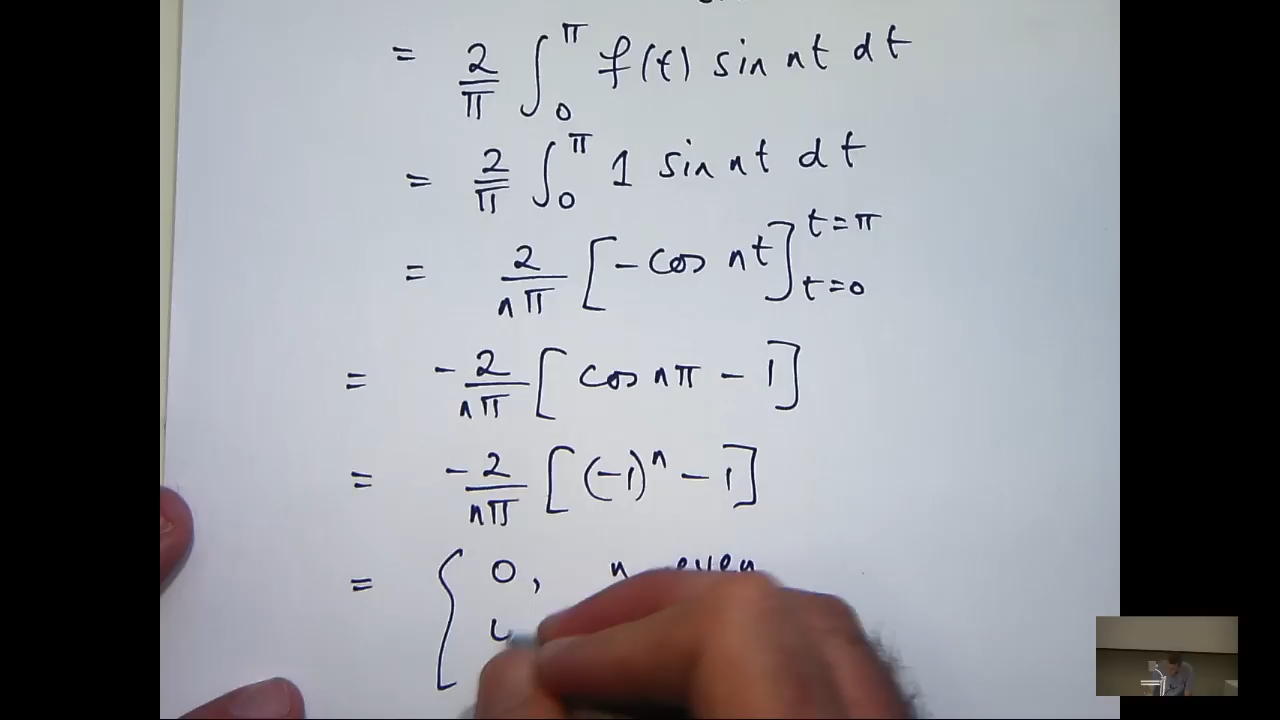 = 2/π ∫₀^π f(t) sin nt dt
= 2/π ∫₀^π 1 sin nt dt
= 2/(nπ) [-cos nt]_{t=0}^{t=π}
= -2/(nπ) [cos nπ - 1]
= -2/(nπ) [(-1)^n - 1]
= { 0, n even